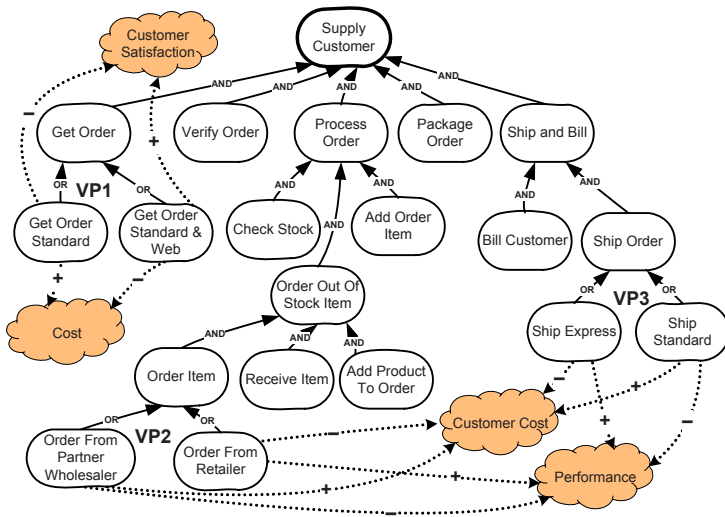 Customer
Satisfaction
Supply
Customer
AND
AND
AND
AND
AND
Get Order
Verify Order
Process
Order
Package
Order
Ship and Bill
–
+
OR
VP1
OR
AND
AND
AND
AND
Get Order
Standard
Get Order
Standard &
Web
Check Stock
Add Order
Item
Bill Customer
Ship Order
+
–
Cost
Order Out Of
Stock Item
OR
VP3
OR
AND
AND
AND
Ship Express
Ship
Standard
Order Item
Receive Item
Add Product
To Order
–
+
+
–
OR
VP2
OR
Customer Cost
Order From
Partner
Wholesaler
Order From
Retailer
–
+
+
–
Performance